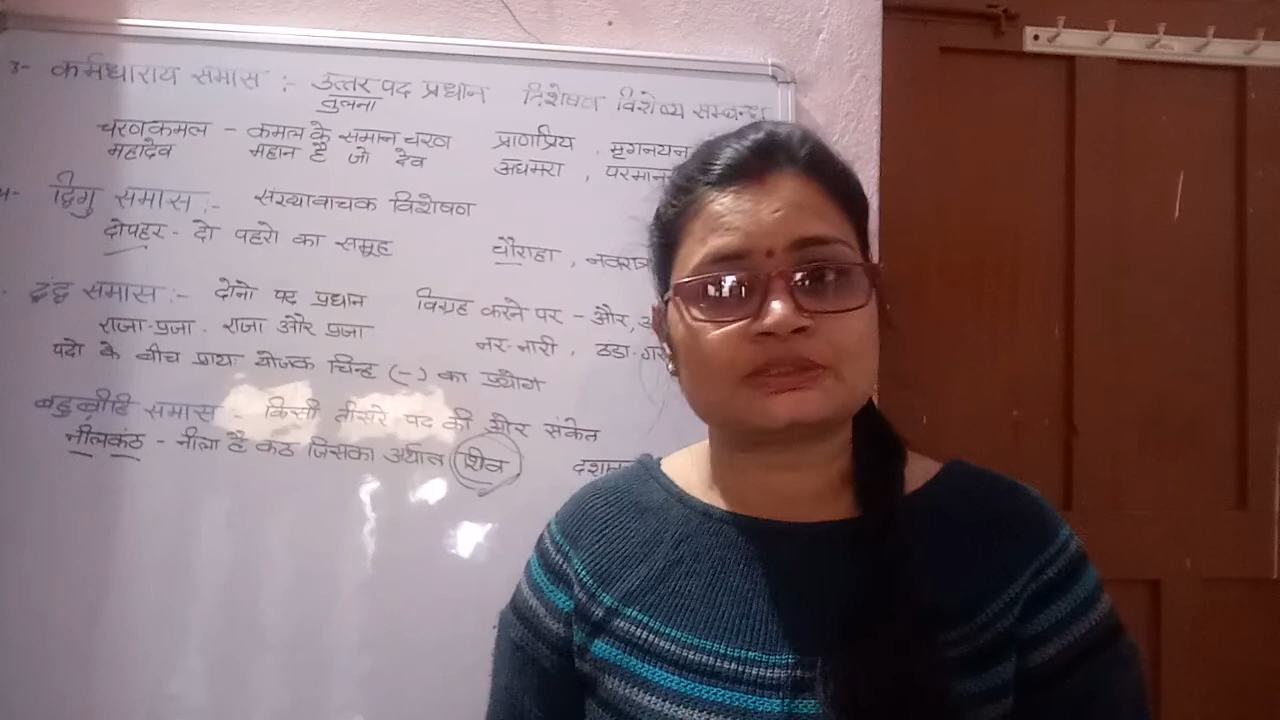 3- कर्मधाराय समास :- उत्तर पद प्रधान विशेषण विशेष्य सम्बन्ध
तुलना
चरणकमल - कमल के समान चरण प्राणप्रिय , मृगनयन
महादेव महान है जो देव अधमरा , परमान
4- द्विगु समास :- संख्यावाचक विशेषण
दोपहर - दो पहरो का समूह चौराहा , नवरात्र
द्वंद्व समास :- दोनो पद प्रधान विग्रह करने पर - और,
राजा-प्रजा - राजा और प्रजा नर-नारी , ठंडा-गर
पदो के बीच प्राया योजक चिन्ह (-) का प्रयोग
बहुब्रीहि समास - किसी तीसरे पद की ओर संकेत
नीलकंठ - नीला है कंठ जिसका अर्थात शिव